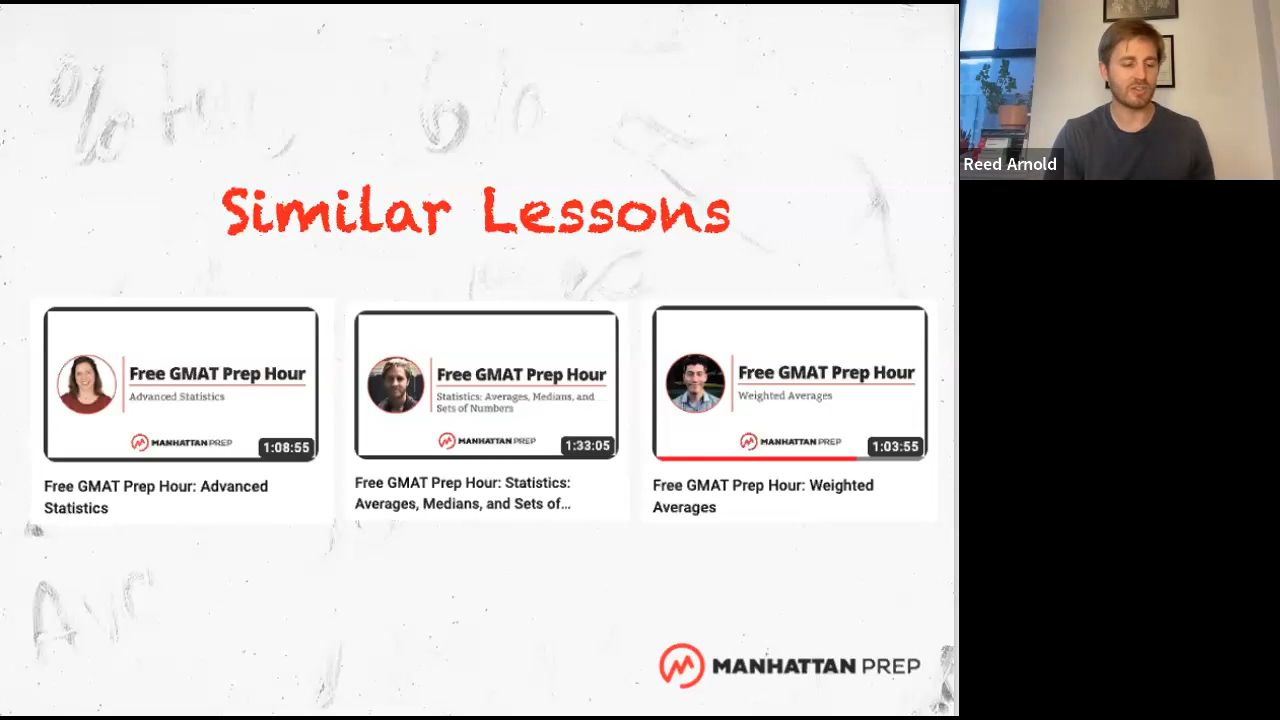 Reed Arnold
Similar Lessons
Free GMAT Prep Hour
Advanced Statistics
MANHATTAN PREP
1:08:55
Free GMAT Prep Hour: Advanced
Statistics
Free GMAT Prep Hour
Statistics: Averages, Medians, and
Sets of Numbers
MANHATTAN PREP
1:33:05
Free GMAT Prep Hour: Statistics:
Averages, Medians, and Sets of...
Free GMAT Prep Hour
Weighted Averages
MANHATTAN PREP
1:03:55
Free GMAT Prep Hour: Weighted
Averages
MANHATTAN PREP